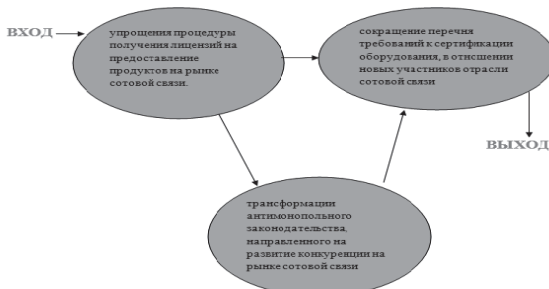 ВХОД
упрощения процедуры
получения лицензий на
предоставление
продуктов на рынке
сотовой связи.
сокращение перечня
требований к сертификации
оборудования, в отнсшении
новых участников отрасли
сотовой связи
ВЫХОД
трансформации
антимонопольного
законодательства,
направленного на
развитие конкуренции на
рынке сотовой связи